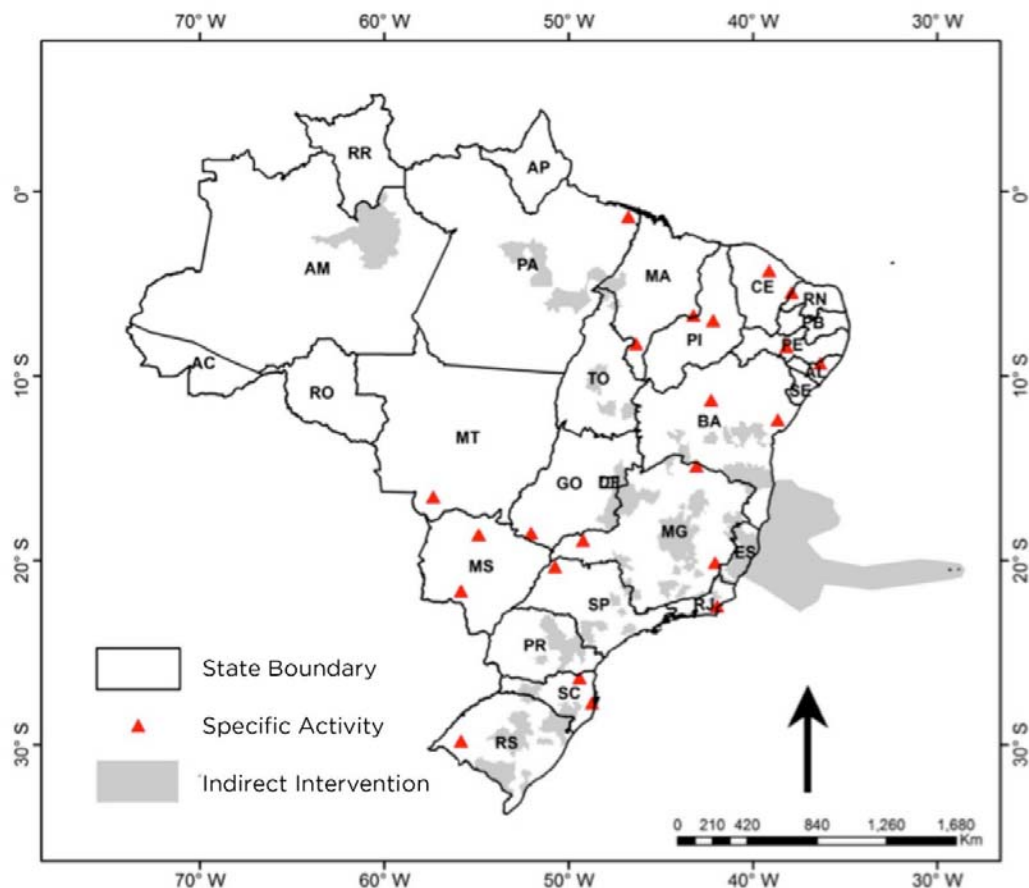 70° W 60° W 50° W 40° W 30° W
RR
AP
0° 0°
AM
PA
MA
CE
RN
PB
PI
PE
AL
SE
AC
RO
TO
10° S 10° S
BA
MT
GO
DF
MG
ES
MS
20° S 20° S
SP
RJ
PR
State Boundary
SC
Specific Activity
RS
30° S 30° S
Indirect Intervention
0 210 420 840 1,260 1,680
Km
70° W 60° W 50° W 40° W 30° W